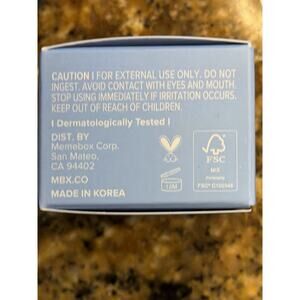 CAUTION | FOR EXTERNAL USE ONLY. DO NOT
INGEST. AVOID CONTACT WITH EYES AND MOUTH.
STOP USING IMMEDIATELY IF IRRITATION OCCURS.
KEEP OUT OF REACH OF CHILDREN.
| Dermatologically Tested |
DIST. BY
Memebox Corp.
San Mateo,
CA 94402
MBX.CO
MADE IN KOREA
12M
FSC
MIX